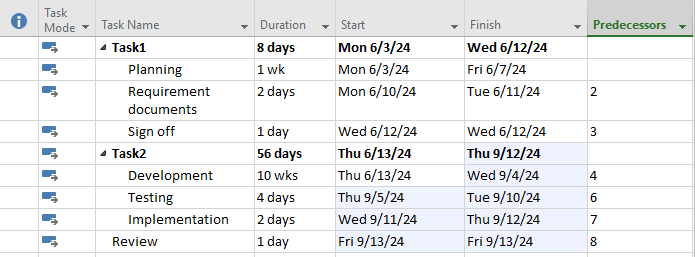 Task Mode Task Name Duration Start Finish Predecessors
Task1 8 days Mon 6/3/24 Wed 6/12/24
Planning 1 wk Mon 6/3/24 Fri 6/7/24
Requirement documents 2 days Mon 6/10/24 Tue 6/11/24 2
Sign off 1 day Wed 6/12/24 Wed 6/12/24 3
Task2 56 days Thu 6/13/24 Thu 9/12/24
Development 10 wks Thu 6/13/24 Wed 9/4/24 4
Testing 4 days Thu 9/5/24 Tue 9/10/24 6
Implementation 2 days Wed 9/11/24 Thu 9/12/24 7
Review 1 day Fri 9/13/24 Fri 9/13/24 8